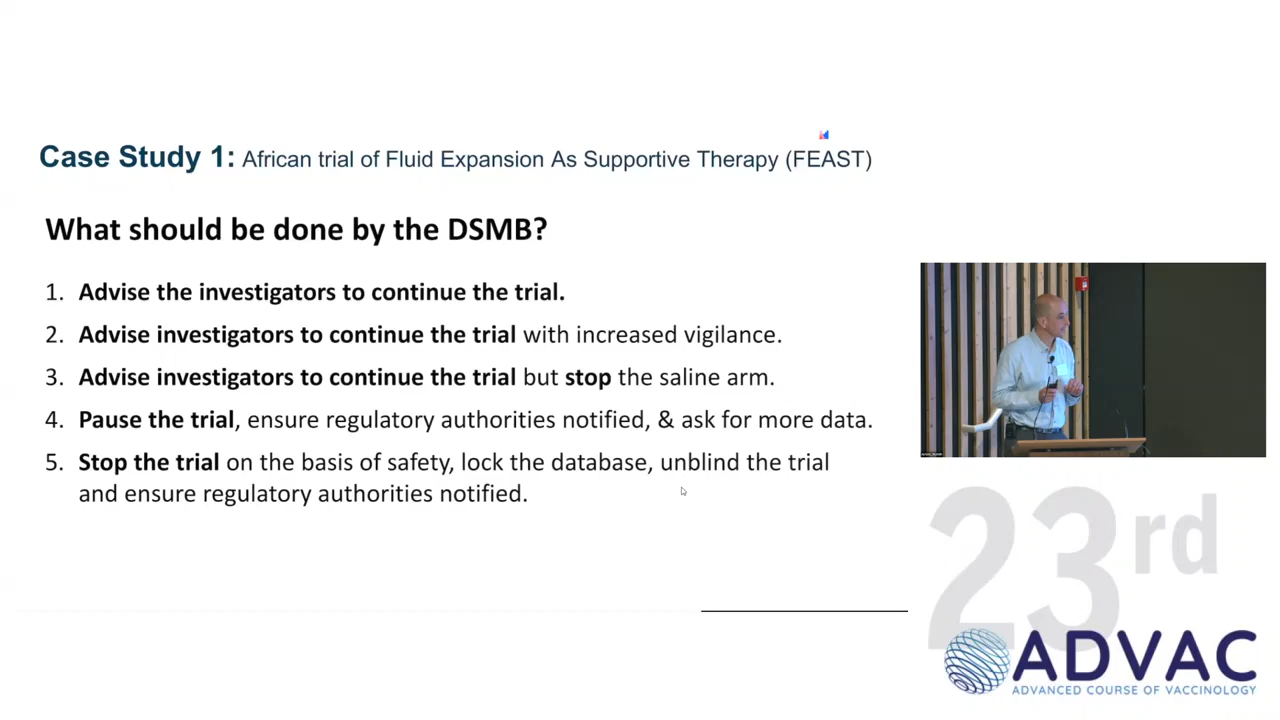 Case Study 1: African trial of Fluid Expansion As Supportive Therapy (FEAST)
What should be done by the DSMB?
1. Advise the investigators to continue the trial.
2. Advise investigators to continue the trial with increased vigilance.
3. Advise investigators to continue the trial but stop the saline arm.
4. Pause the trial, ensure regulatory authorities notified, & ask for more data.
5. Stop the trial on the basis of safety, lock the database, unblind the trial
and ensure regulatory authorities notified.
23rd
ADVAC
ADVANCED COURSE OF VACCINOLOGY